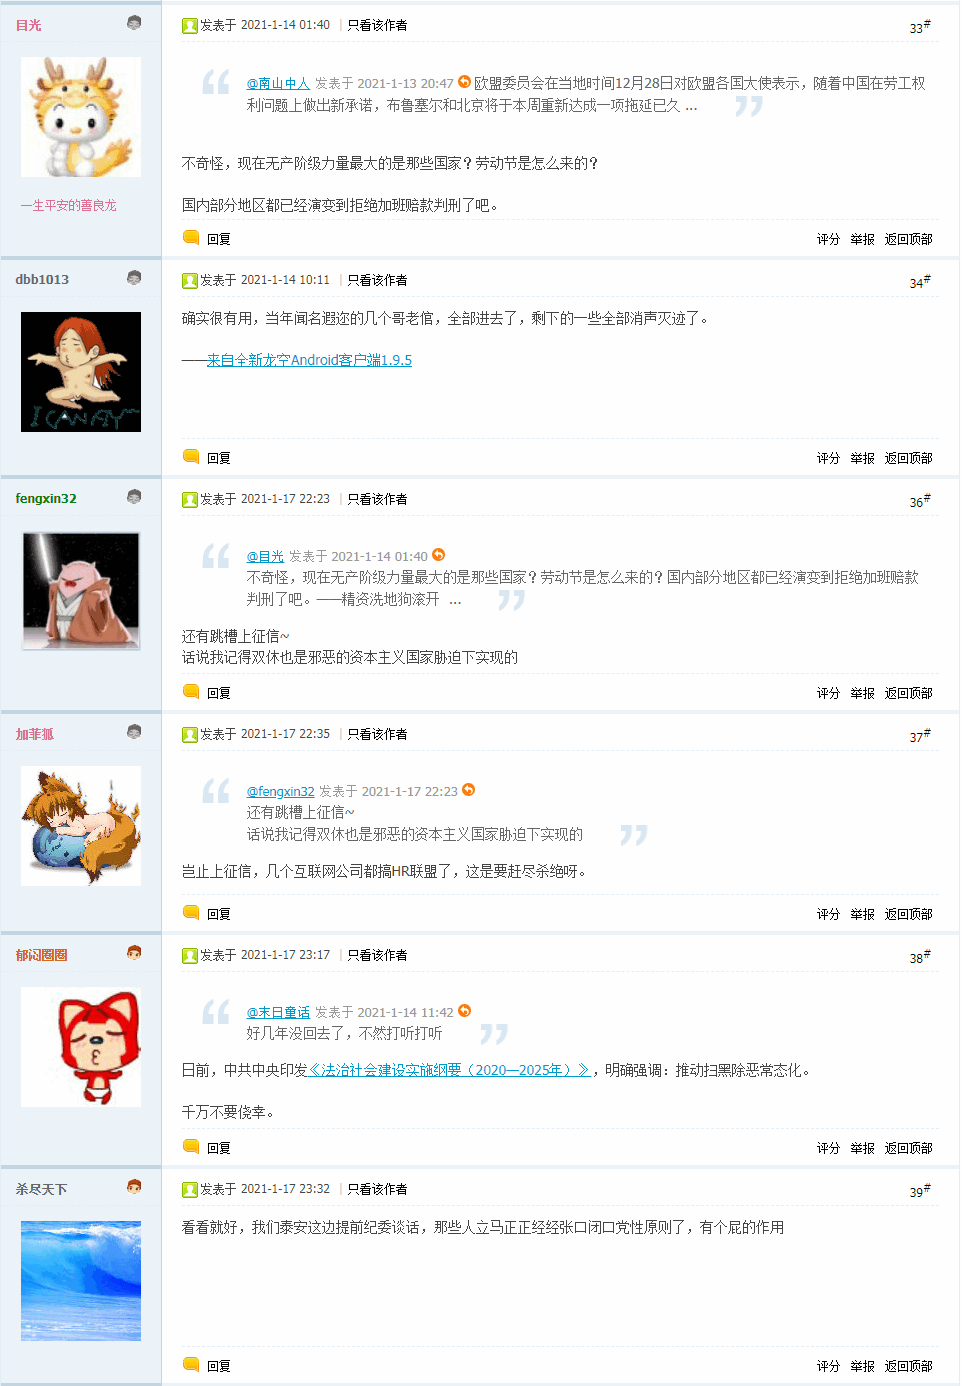 目光
发表于 2021-1-14 01:40 | 只看该作者
33#
@南山中人 发表于 2021-1-13 20:47 欧盟委员会在当地时间12月28日对欧盟各国大使表示，随着中国在劳工权
利问题上做出新承诺，布鲁塞尔和北京将于本周重新达成一项拖延已久 ...
不奇怪，现在无产阶级力量最大的是那些国家？劳动节是怎么来的？
一生平安的善良龙
国内部分地区都已经演变到拒绝加班赔款判刑了吧。
回复
评分 举报 返回顶部
dbb1013
发表于 2021-1-14 10:11 | 只看该作者
34#
确实很有用，当年闻名遐迩的几个哥老倌，全部进去了，剩下的一些全部消声灭迹了。
——来自全新龙空Android客户端1.9.5
I CAN FLY~
回复
评分 举报 返回顶部
fengxin32
发表于 2021-1-17 22:23 | 只看该作者
36#
@目光 发表于 2021-1-14 01:40
不奇怪，现在无产阶级力量最大的是那些国家？劳动节是怎么来的？国内部分地区都已经演变到拒绝加班赔款
判刑了吧。——精资洗地狗滚开 ...
还有跳槽上征信~
话说我记得双休也是邪恶的资本主义国家胁迫下实现的
回复
评分 举报 返回顶部
加菲狐
发表于 2021-1-17 22:35 | 只看该作者
37#
@fengxin32 发表于 2021-1-17 22:23
还有跳槽上征信~
话说我记得双休也是邪恶的资本主义国家胁迫下实现的
岂止上征信，几个互联网公司都搞HR联盟了，这是要赶尽杀绝呀。
回复
评分 举报 返回顶部
郁闷圈圈
发表于 2021-1-17 23:17 | 只看该作者
38#
@末日童话 发表于 2021-1-14 11:42
好几年没回去了，不然打听打听
日前，中共中央印发《法治社会建设实施纲要（2020—2025年）》，明确强调：推动扫黑除恶常态化。
千万不要侥幸。
回复
评分 举报 返回顶部
杀尽天下
发表于 2021-1-17 23:32 | 只看该作者
39#
看看就好，我们泰安这边提前纪委谈话，那些人立马正正经经张口闭口党性原则了，有个屁的作用
回复
评分 举报 返回顶部